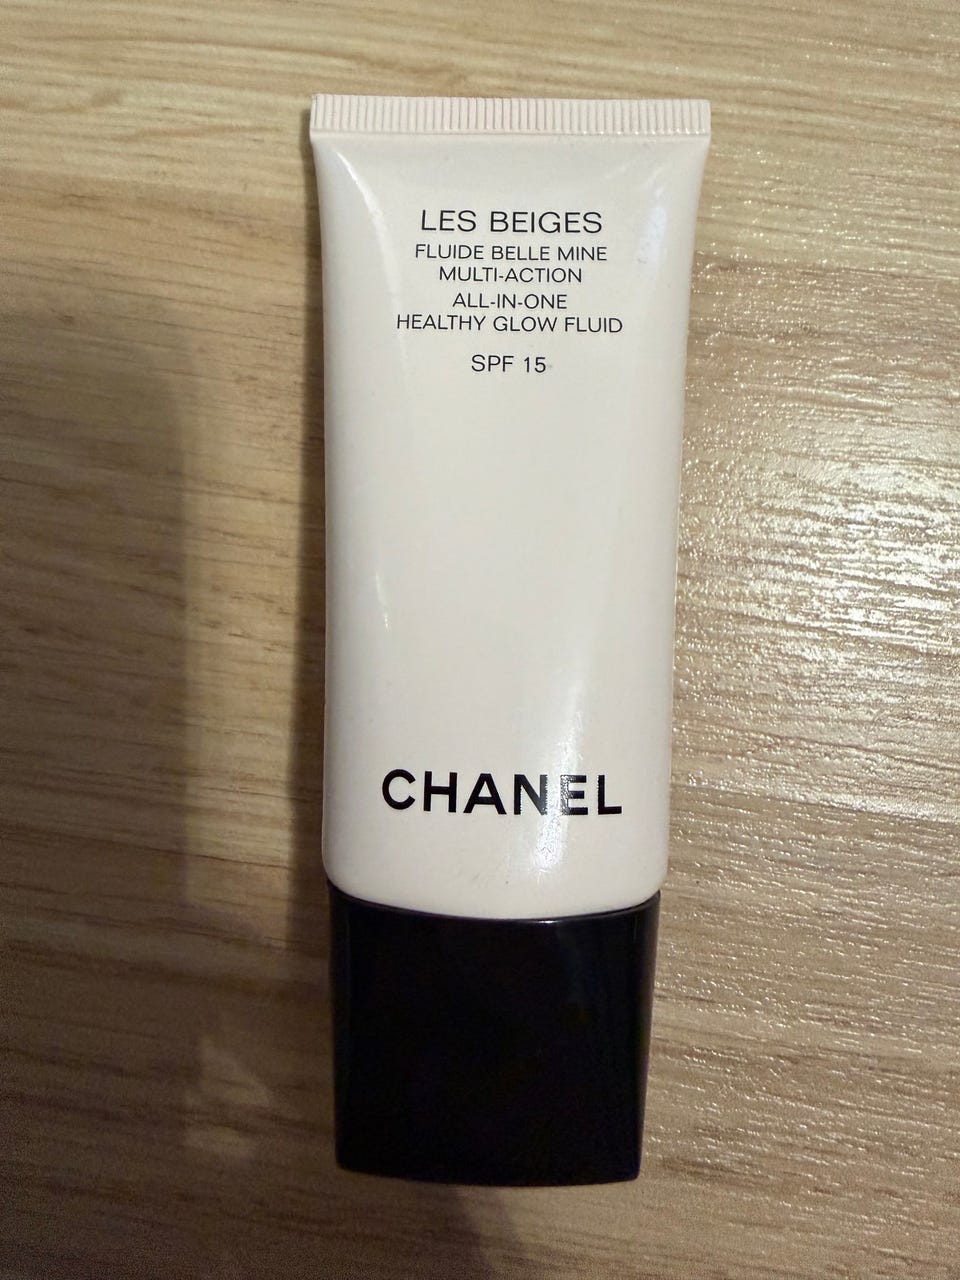 LES BEIGES
FLUIDE BELLE MINE
MULTI-ACTION
ALL-IN-ONE
HEALTHY GLOW FLUID
SPF 15
CHANEL